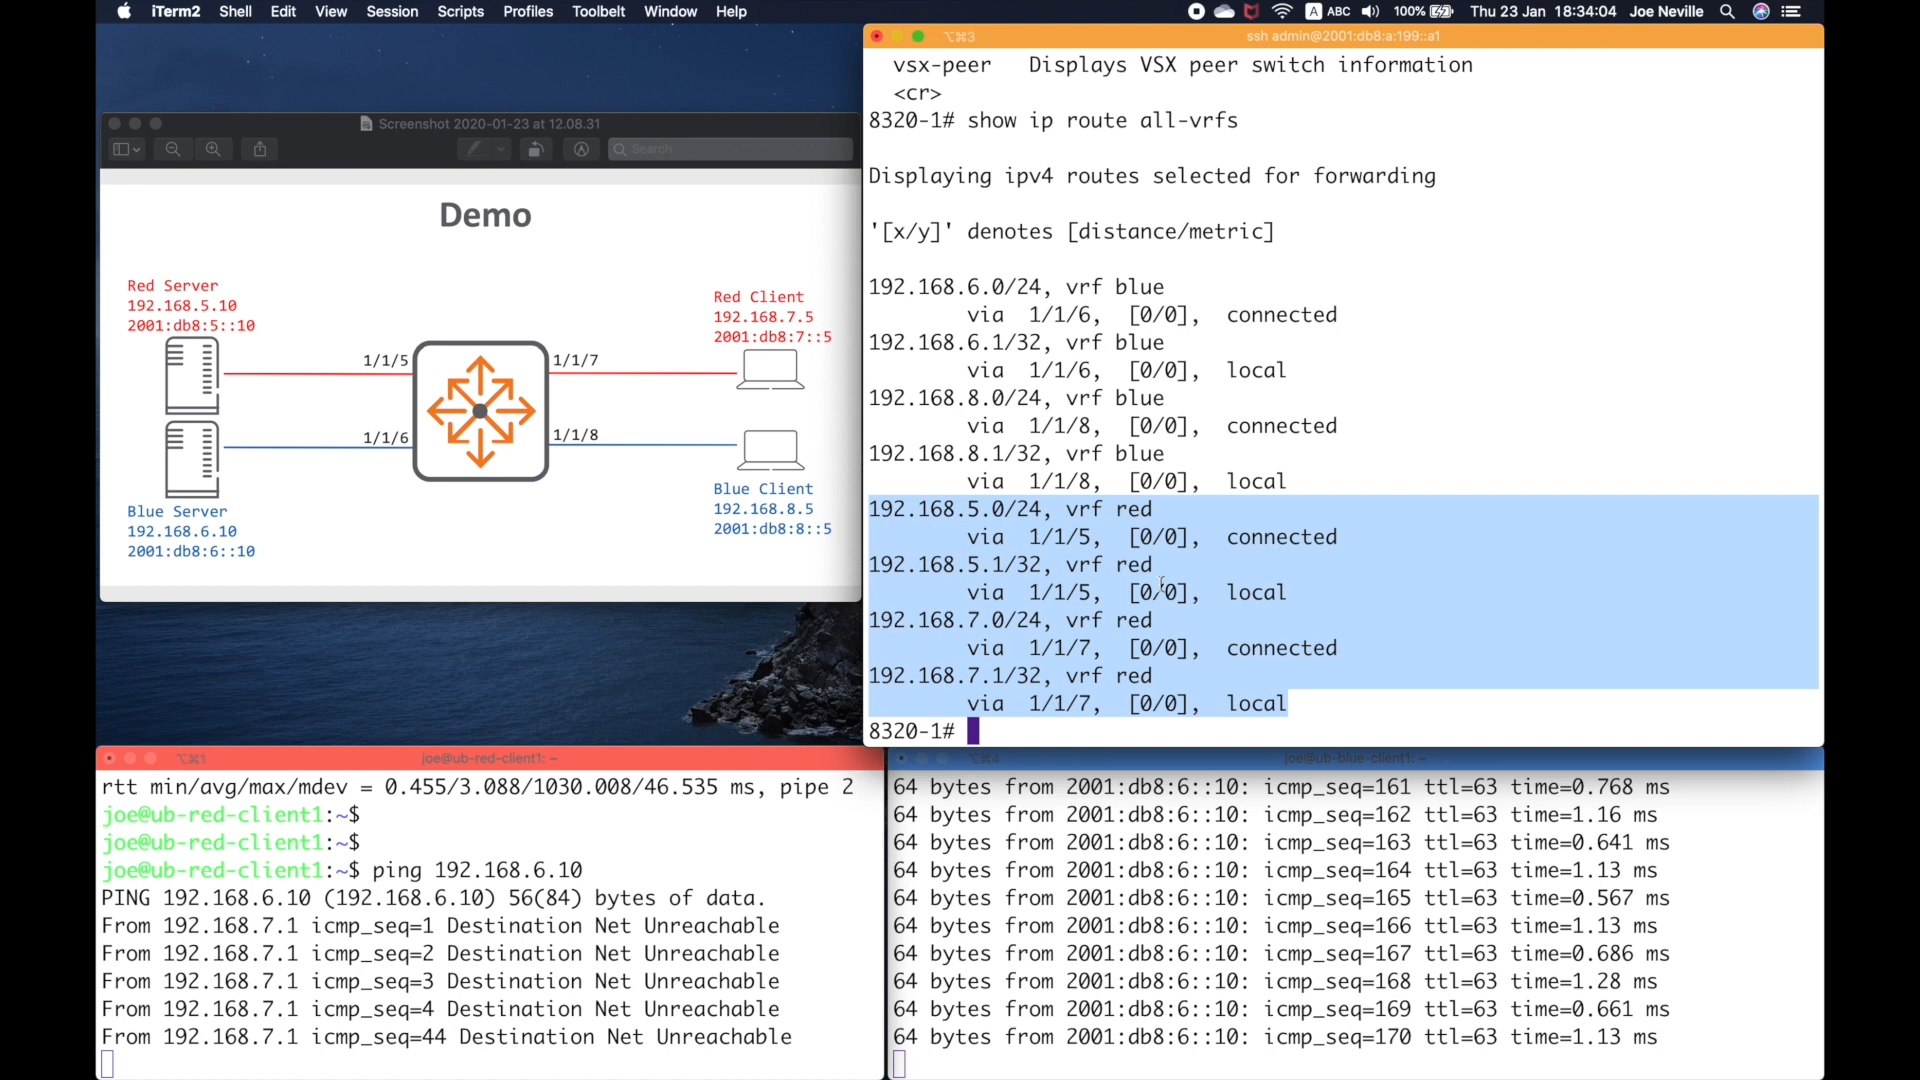 iTerm2 Shell Edit View Session Scripts Profiles Toolbelt Window Help
A ABC 100% Thu 23 Jan 18:34:04 Joe Neville
Screenshot 2020-01-23 at 12.08.31
Search
Demo
Red Server
192.168.5.10
2001:db8:5::10
Red Client
192.168.7.5
2001:db8:7::5
1/1/5
1/1/7
1/1/6
1/1/8
Blue Server
192.168.6.10
2001:db8:6::10
Blue Client
192.168.8.5
2001:db8:8::5
⌥⌘3 ssh admin@2001:db8:a:199::a1
vsx-peer Displays VSX peer switch information
<cr>
8320-1# show ip route all-vrfs
Displaying ipv4 routes selected for forwarding
'[x/y]' denotes [distance/metric]
192.168.6.0/24, vrf blue
via 1/1/6, [0/0], connected
192.168.6.1/32, vrf blue
via 1/1/6, [0/0], local
192.168.8.0/24, vrf blue
via 1/1/8, [0/0], connected
192.168.8.1/32, vrf blue
via 1/1/8, [0/0], local
192.168.5.0/24, vrf red
via 1/1/5, [0/0], connected
192.168.5.1/32, vrf red
via 1/1/5, [0/0], local
192.168.7.0/24, vrf red
via 1/1/7, [0/0], connected
192.168.7.1/32, vrf red
via 1/1/7, [0/0], local
8320-1#
⌥⌘1 joe@ub-red-client1: ~
rtt min/avg/max/mdev = 0.455/3.088/1030.008/46.535 ms, pipe 2
joe@ub-red-client1:~$
joe@ub-red-client1:~$
joe@ub-red-client1:~$ ping 192.168.6.10
PING 192.168.6.10 (192.168.6.10) 56(84) bytes of data.
From 192.168.7.1 icmp_seq=1 Destination Net Unreachable
From 192.168.7.1 icmp_seq=2 Destination Net Unreachable
From 192.168.7.1 icmp_seq=3 Destination Net Unreachable
From 192.168.7.1 icmp_seq=4 Destination Net Unreachable
From 192.168.7.1 icmp_seq=44 Destination Net Unreachable
⌥⌘4 joe@ub-blue-client1: ~
64 bytes from 2001:db8:6::10: icmp_seq=161 ttl=63 time=0.768 ms
64 bytes from 2001:db8:6::10: icmp_seq=162 ttl=63 time=1.16 ms
64 bytes from 2001:db8:6::10: icmp_seq=163 ttl=63 time=0.641 ms
64 bytes from 2001:db8:6::10: icmp_seq=164 ttl=63 time=1.13 ms
64 bytes from 2001:db8:6::10: icmp_seq=165 ttl=63 time=0.567 ms
64 bytes from 2001:db8:6::10: icmp_seq=166 ttl=63 time=1.13 ms
64 bytes from 2001:db8:6::10: icmp_seq=167 ttl=63 time=0.686 ms
64 bytes from 2001:db8:6::10: icmp_seq=168 ttl=63 time=1.28 ms
64 bytes from 2001:db8:6::10: icmp_seq=169 ttl=63 time=0.661 ms
64 bytes from 2001:db8:6::10: icmp_seq=170 ttl=63 time=1.13 ms